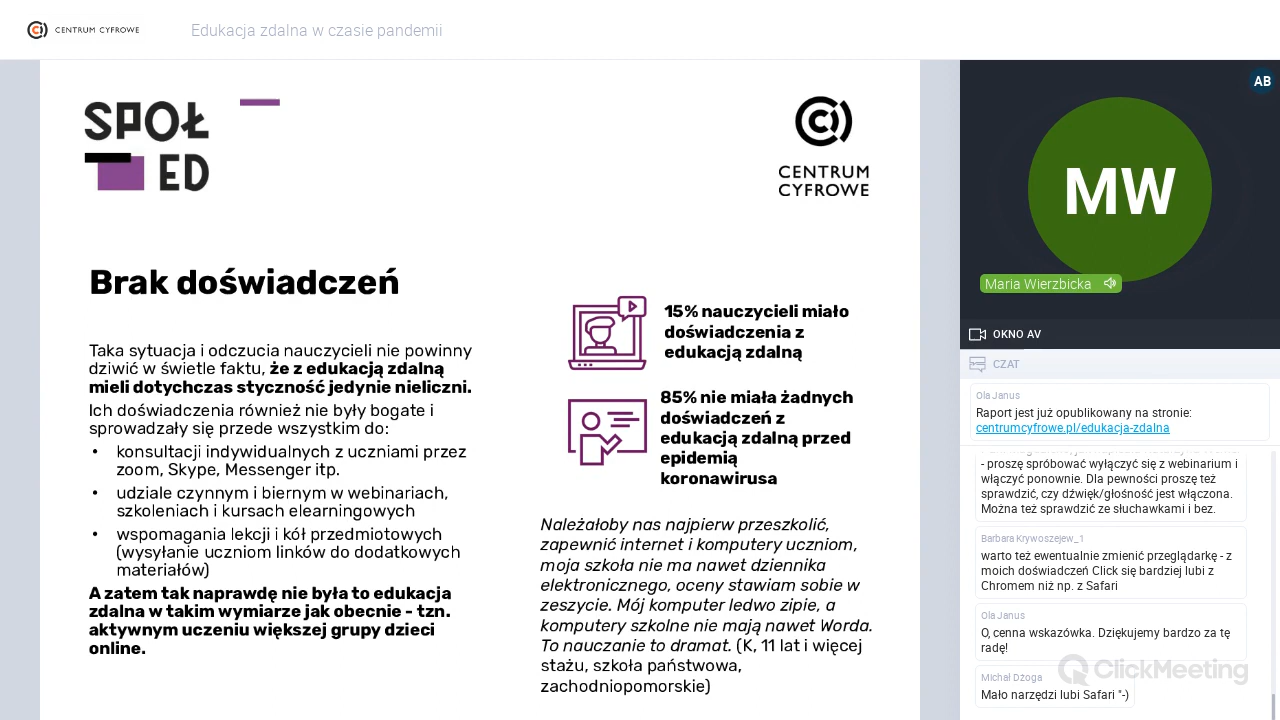 CENTRUM CYFROWE
Edukacja zdalna w czasie pandemii
SPOŁ
ED
CENTRUM
CYFROWE
Brak doświadczeń
Taka sytuacja i odczucia nauczycieli nie powinny
dziwić w świetle faktu, że z edukacją zdalną
mieli dotychczas styczność jedynie nieliczni.
Ich doświadczenia również nie były bogate i
sprowadzały się przede wszystkim do:
• konsultacji indywidualnych z uczniami przez
zoom, Skype, Messenger itp.
• udziale czynnym i biernym w webinariach,
szkoleniach i kursach elearningowych
• wspomagania lekcji i kół przedmiotowych
(wysyłanie uczniom linków do dodatkowych
materiałów)
A zatem tak naprawdę nie była to edukacja
zdalna w takim wymiarze jak obecnie - tzn.
aktywnym uczeniu większej grupy dzieci
online.
15% nauczycieli miało
doświadczenia z
edukacją zdalną
85% nie miała żadnych
doświadczeń z
edukacją zdalną przed
epidemią
koronawirusa
Należałoby nas najpierw przeszkolić,
zapewnić internet i komputery uczniom,
moja szkoła nie ma nawet dziennika
elektronicznego, oceny stawiam sobie w
zeszycie. Mój komputer ledwo zipie, a
komputery szkolne nie mają nawet Worda.
To nauczanie to dramat. (K, 11 lat i więcej
stażu, szkoła państwowa,
zachodniopomorskie)
AB
MW
Maria Wierzbicka
OKNO AV
CZAT
Ola Janus
Raport jest już opublikowany na stronie:
centrumcyfrowe.pl/edukacja-zdalna
- proszę spróbować wyłączyć się z webinarium i
włączyć ponownie. Dla pewności proszę też
sprawdzić, czy dźwięk/głośność jest włączona.
Można też sprawdzić ze słuchawkami i bez.
Barbara Krywoszejew_1
warto też ewentualnie zmienić przeglądarkę - z
moich doświadczeń Click się bardziej lubi z
Chromem niż np. z Safari
Ola Janus
O, cenna wskazówka. Dziękujemy bardzo za tę
radę!
Michał Dżoga
Mało narzędzi lubi Safari "-)
ClickMeeting